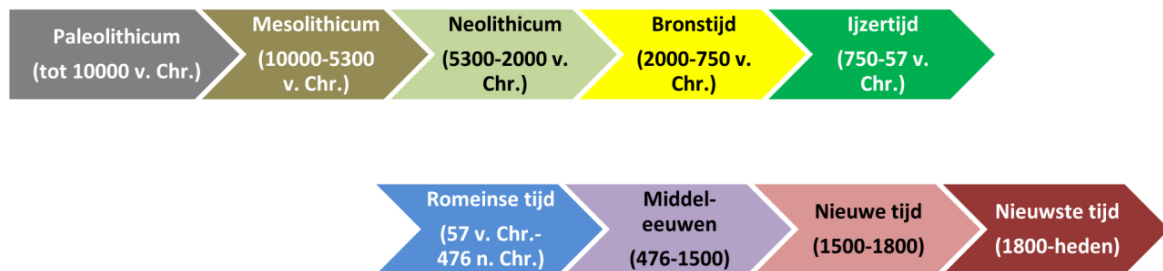 Paleolithicum
(tot 10000 v. Chr.)
Mesolithicum
(10000-5300
v. Chr.)
Neolithicum
(5300-2000 v.
Chr.)
Bronstijd
(2000-750 v.
Chr.)
Ijzertijd
(750-57 v.
Chr.)
Romeinse tijd
(57 v. Chr.-
476 n. Chr.)
Middel-
eeuwen
(476-1500)
Nieuwe tijd
(1500-1800)
Nieuwste tijd
(1800-heden)